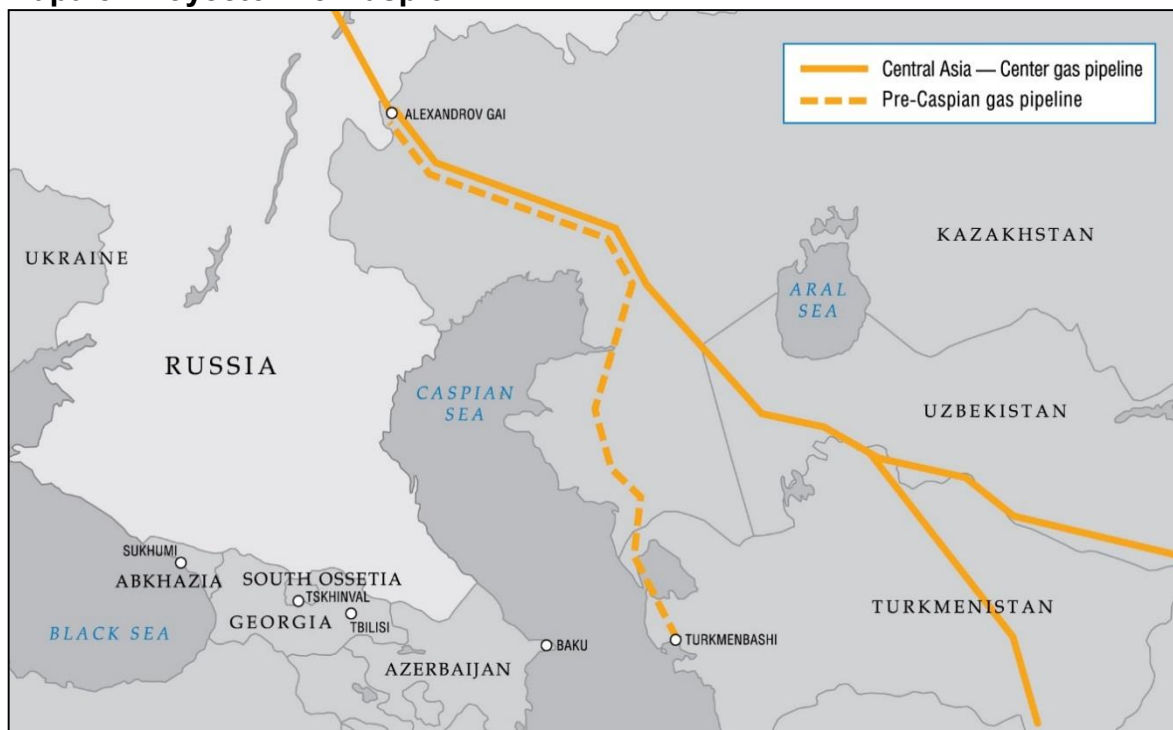 Central Asia — Center gas pipeline
Pre-Caspian gas pipeline
ALEXANDROV GAI
KAZAKHSTAN
UKRAINE
ARAL
SEA
RUSSIA
CASPIAN
SEA
UZBEKISTAN
SUKHUMI
ABKHAZIA
SOUTH OSSETIA
TSKHINVAL
GEORGIA
TBILISI
TURKMENISTAN
BLACK SEA
TURKMENBASHI
BAKU
AZERBAIJAN